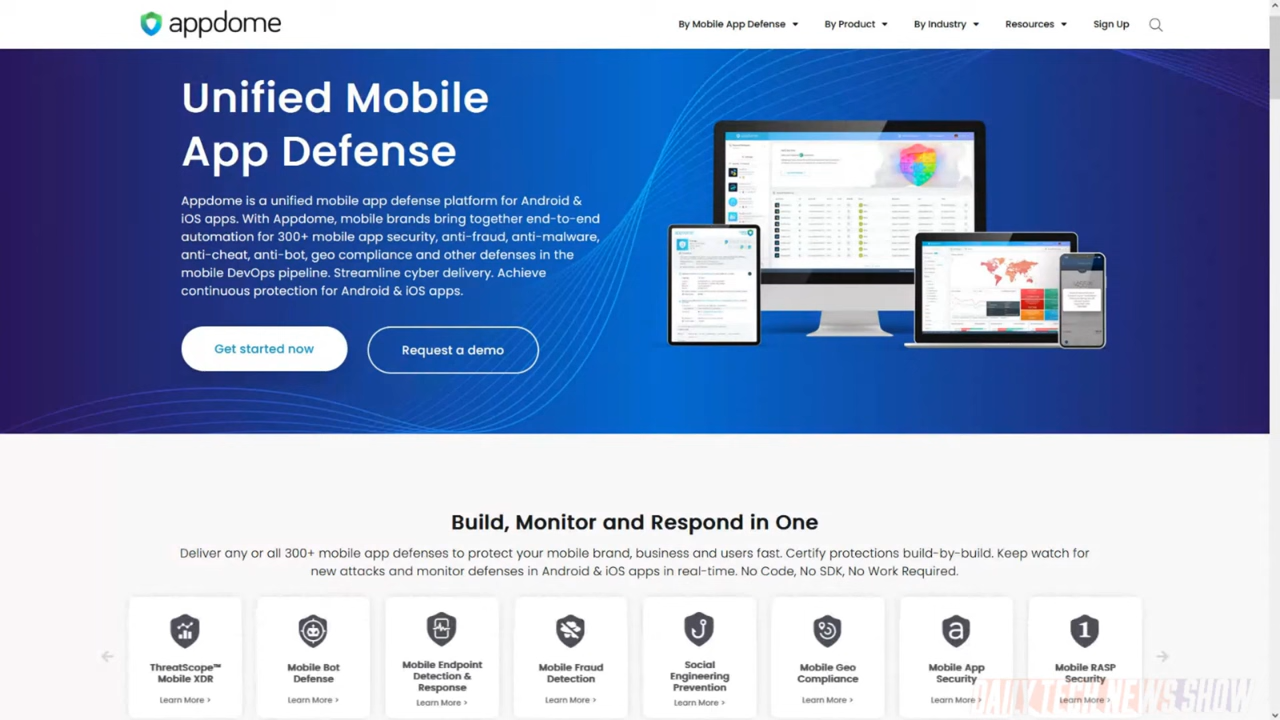 appdome
By Mobile App Defense
By Product
By Industry
Resources
Sign Up
Unified Mobile
App Defense
Appdome is a unified mobile app defense platform for Android &
iOS apps. With Appdome, mobile brands bring together end-to-end
automation, 300+ mobile app security, anti-fraud, anti-malware,
anti-cheat, anti-bot, geo compliance and other defenses in the
mobile DevOps pipeline. Streamline cyber delivery. Achieve
continuous protection for Android & iOS apps.
Get started now
Request a demo
Build, Monitor and Respond in One
Deliver any or all 300+ mobile app defenses to protect your mobile brand, business and users fast. Certify protections build-by-build. Keep watch for
new attacks and monitor defenses in Android & iOS apps in real-time. No Code, No SDK, No Work Required.
ThreatScope™
Mobile XDR
Learn More >
Mobile Bot
Defense
Learn More >
Mobile Endpoint
Detection &
Response
Learn More >
Mobile Fraud
Detection
Learn More >
Social
Engineering
Prevention
Learn More >
Mobile Geo
Compliance
Learn More >
Mobile App
Security
Learn More >
Mobile RASP
Security
Learn More >
DAILY TECH NEWS SHOW